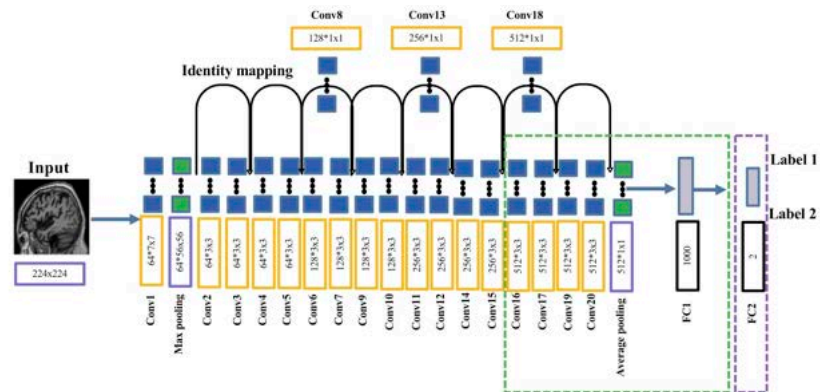 Conv8
Conv13
Conv18
128*1x1
256*1x1
512*1x1
Identity mapping
Input
Label 1
Label 2
224x224
64*7x7
64*56x56
64*3x3
64*3x3
64*3x3
64*3x3
128*3x3
128*3x3
128*3x3
128*3x3
256*3x3
256*3x3
256*3x3
256*3x3
512*3x3
512*3x3
512*3x3
512*3x3
512*1x1
1000
2
Conv1
Max pooling
Conv2
Conv3
Conv4
Conv5
Conv6
Conv7
Conv9
Conv10
Conv11
Conv12
Conv14
Conv15
Conv16
Conv17
Conv19
Conv20
Average pooling
FC1
FC2